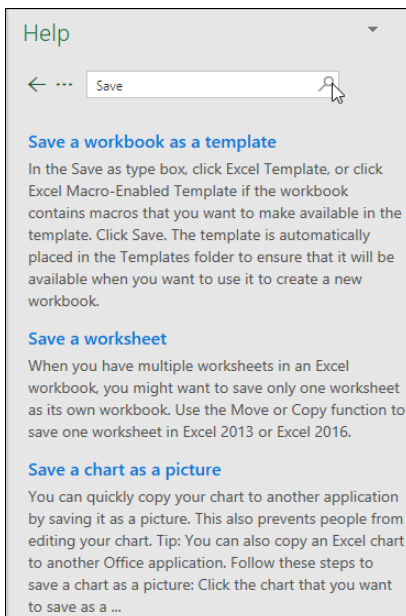 Help
Save
Save a workbook as a template
In the Save as type box, click Excel Template, or click
Excel Macro-Enabled Template if the workbook
contains macros that you want to make available in the
template. Click Save. The template is automatically
placed in the Templates folder to ensure that it will be
available when you want to use it to create a new
workbook.
Save a worksheet
When you have multiple worksheets in an Excel
workbook, you might want to save only one worksheet
as its own workbook. Use the Move or Copy function to
save one worksheet in Excel 2013 or Excel 2016.
Save a chart as a picture
You can quickly copy your chart to another application
by saving it as a picture. This also prevents people from
editing your chart. Tip: You can also copy an Excel chart
to another Office application. Follow these steps to
save a chart as a picture: Click the chart that you want
to save as a ...